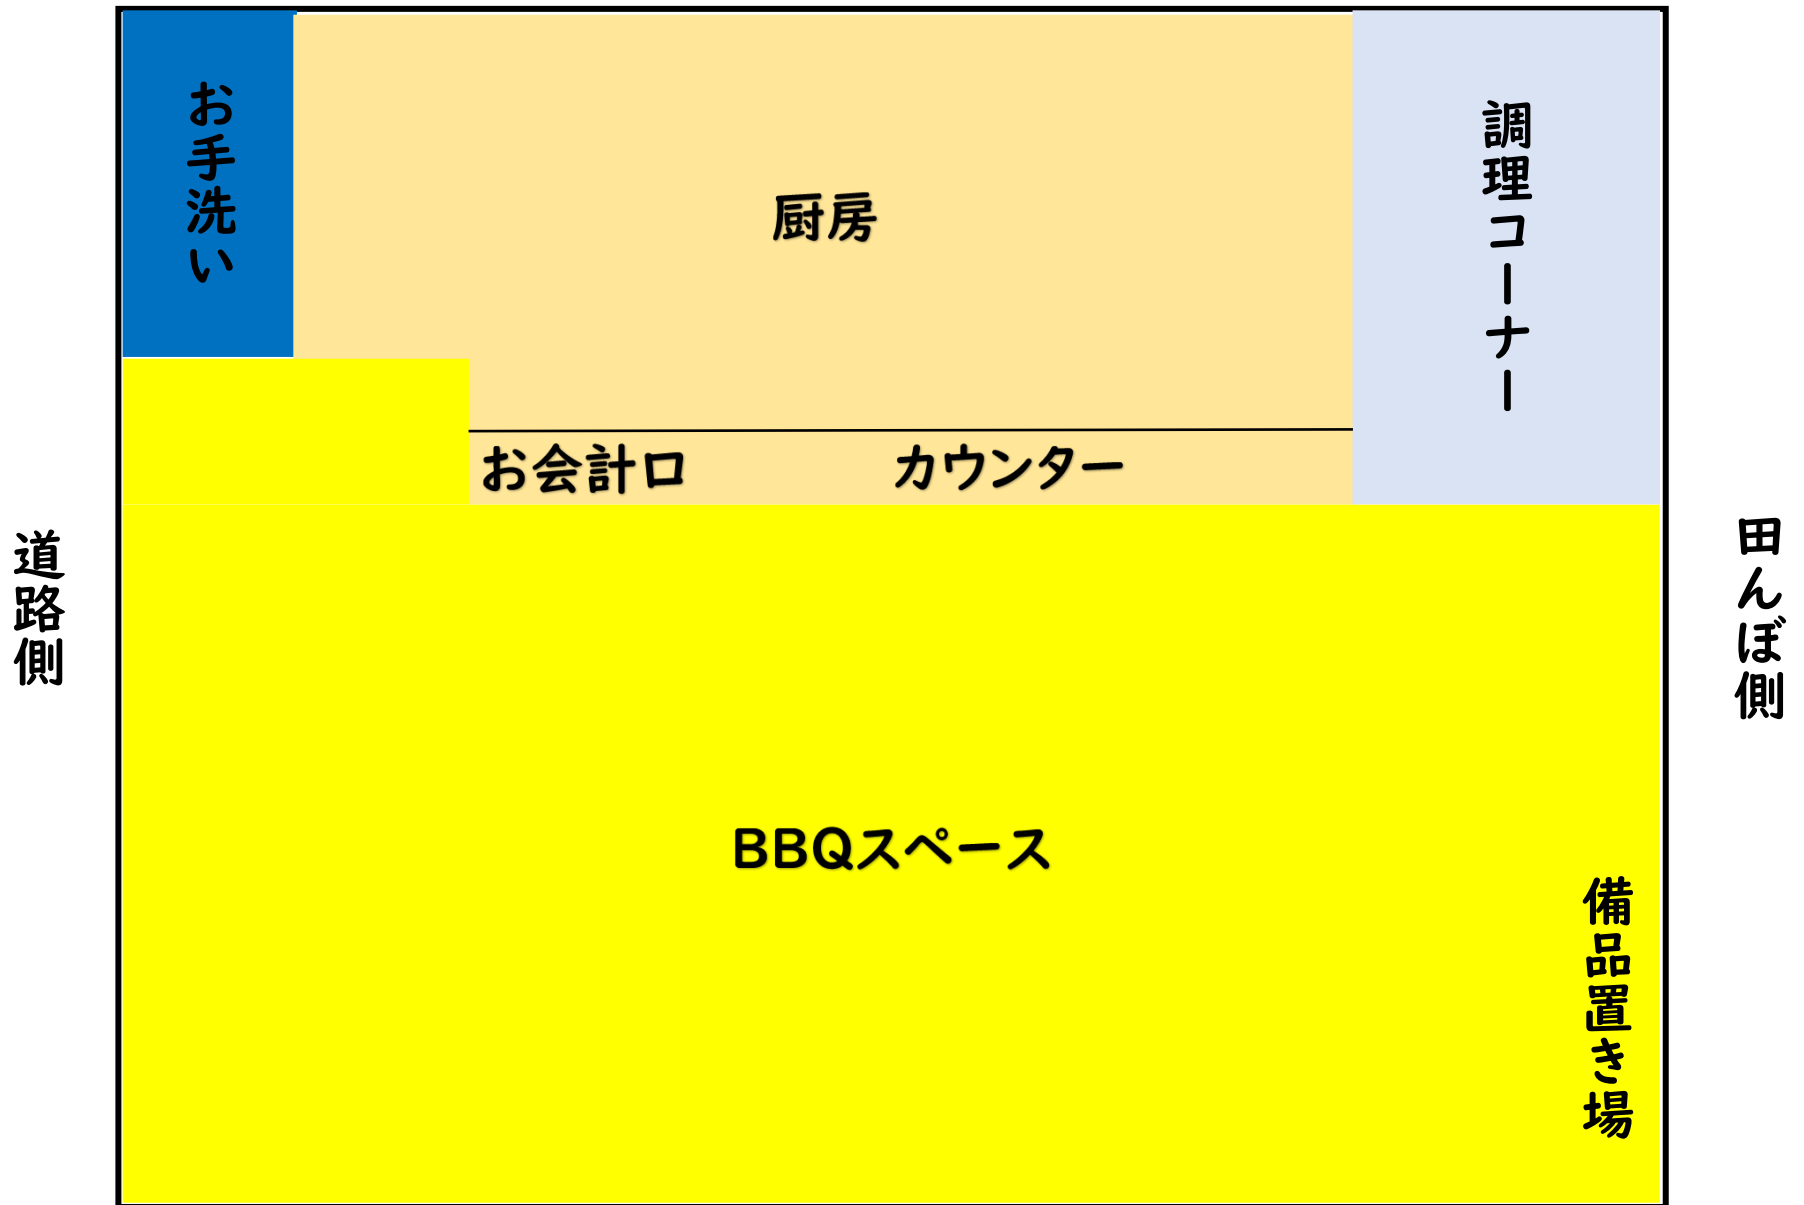 お手洗い
厨房
調理コーナー
お会計口
カウンター
道路側
田んぼ側
BBQスペース
備品置き場